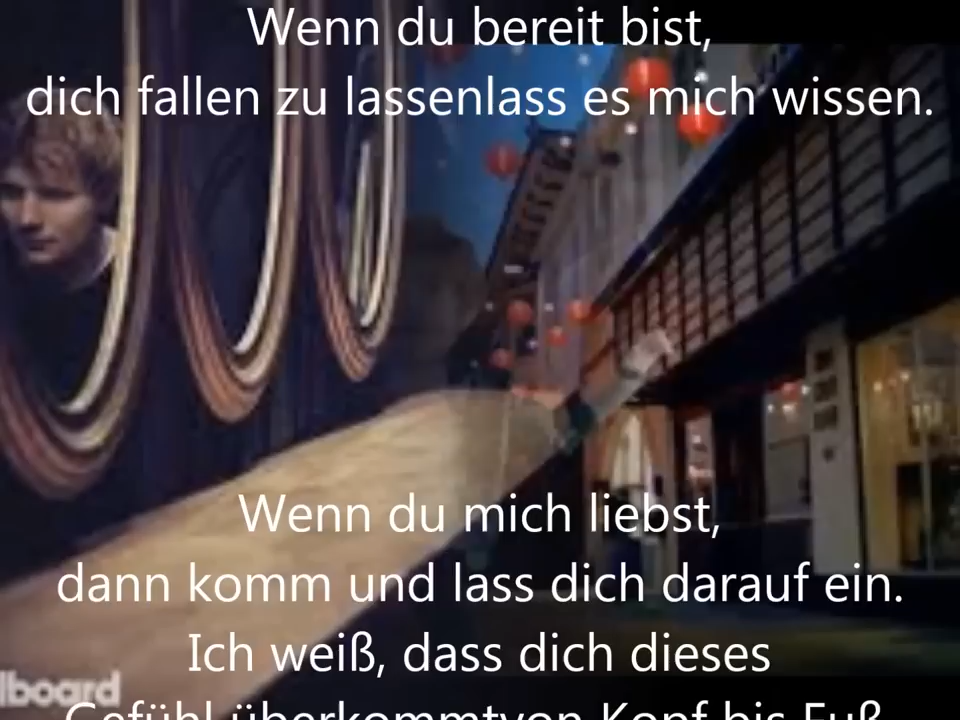 Wenn du bereit bist,
dich fallen zu lassenlass es mich wissen.
Wenn du mich liebst,
dann komm und lass dich darauf ein.
Ich weiß, dass dich dieses
Gefühl überkommtvon Kopf bis Fuß
lboard